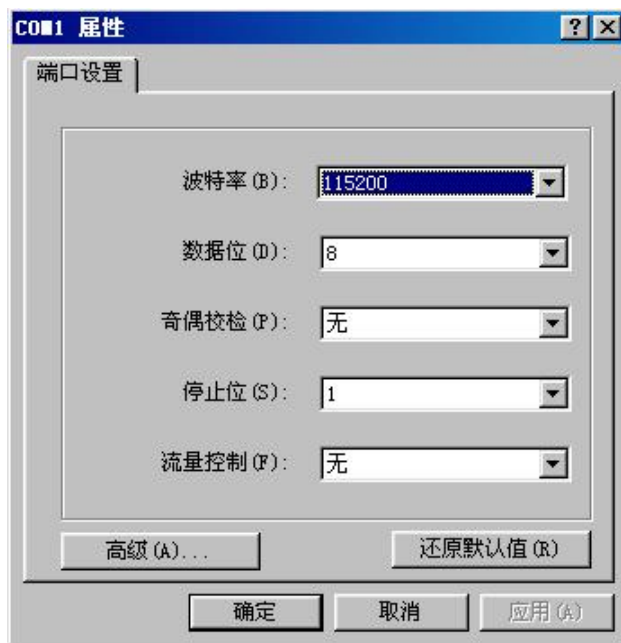 COM1 属性
端口设置
波特率(B): 115200
数据位(D): 8
奇偶校检(P): 无
停止位(S): 1
流量控制(F): 无
高级(A)... 还原默认值(R)
确定 取消 应用(A)